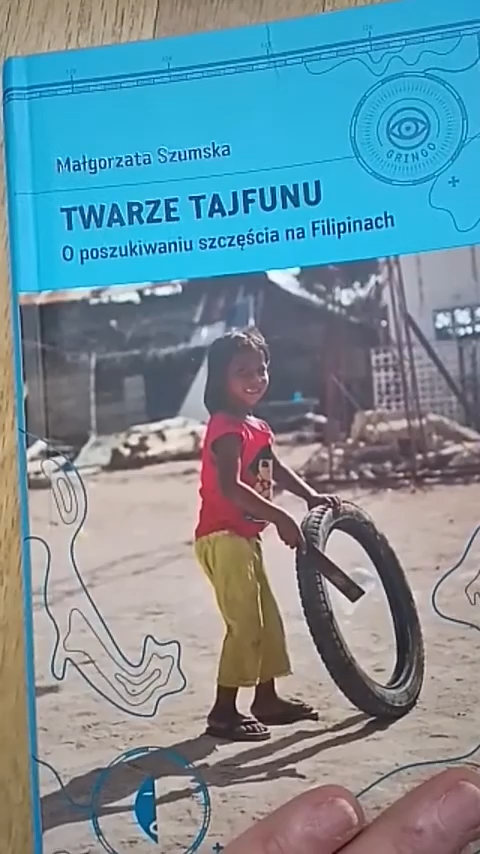 Małgorzata Szumska
TWARZE TAJFUNU
O poszukiwaniu szczęścia na Filipinach
GRINGO